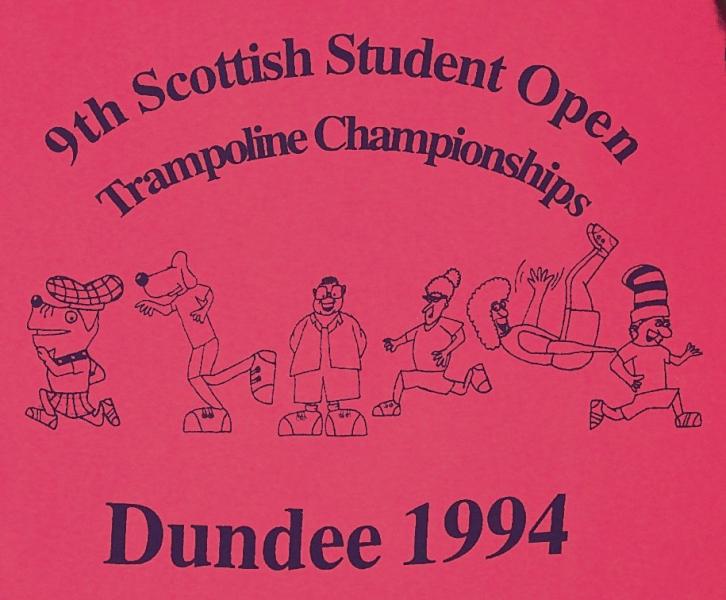 9th Scottish Student Open
Trampoline Championships
Dundee 1994